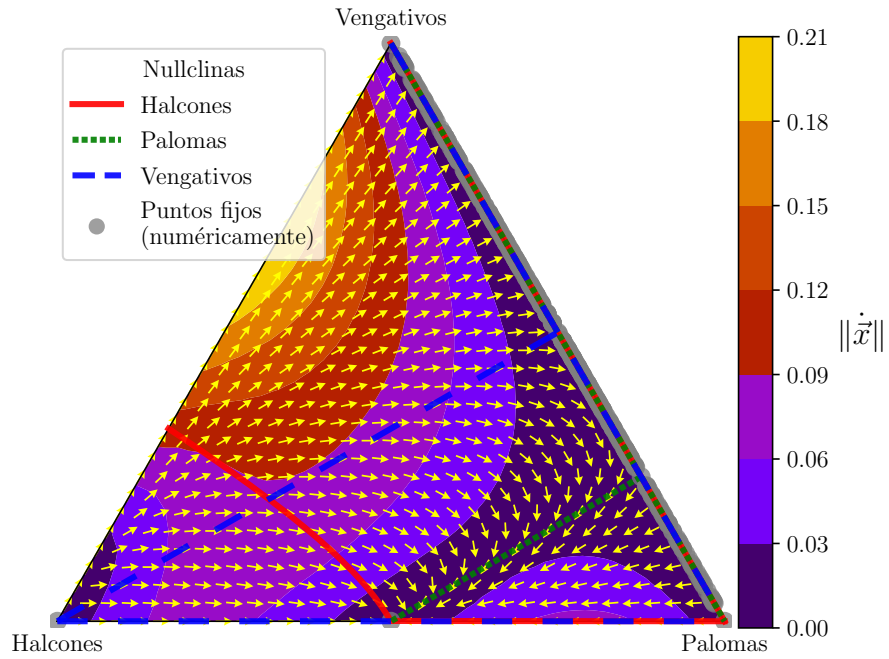 Vengativos
Nullclinas
Halcones
Palomas
Vengativos
Puntos fijos
(numéricamente)
0.21
0.18
0.15
0.12
0.09
0.06
0.03
0.00
‖ẋ⃗‖
Halcones
Palomas